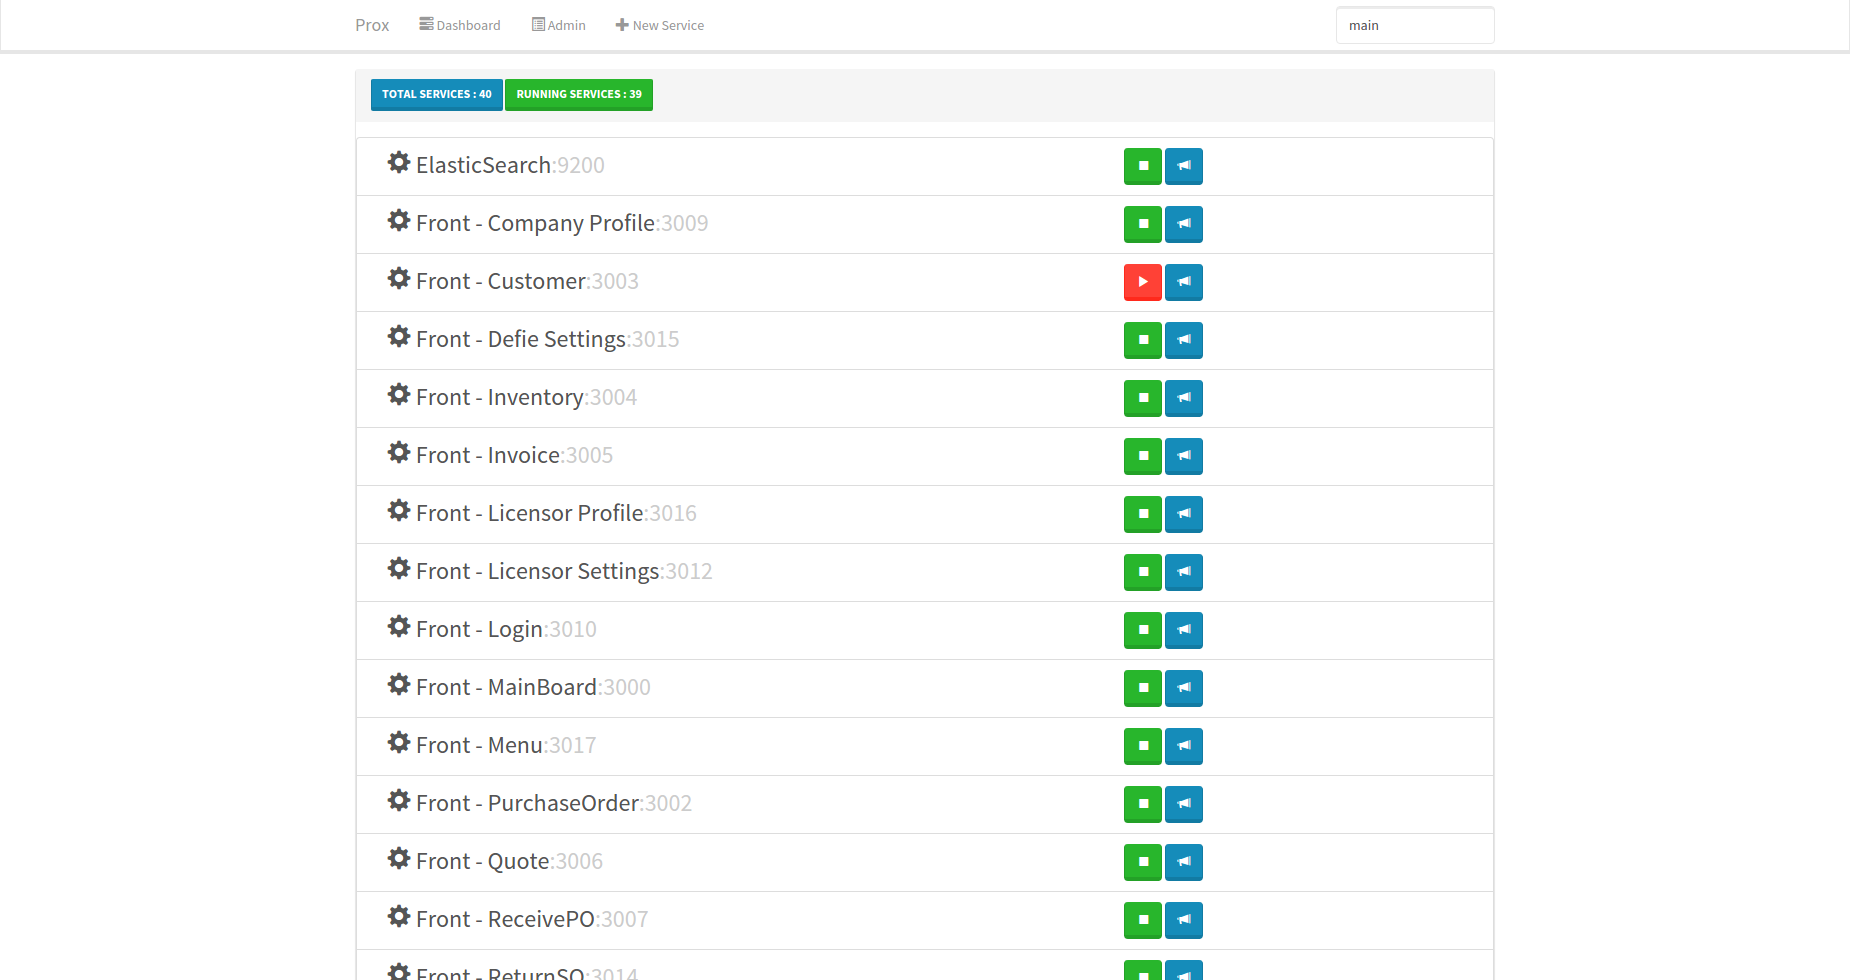 Prox Dashboard Admin New Service main
TOTAL SERVICES : 40 RUNNING SERVICES : 39
ElasticSearch:9200
Front - Company Profile:3009
Front - Customer:3003
Front - Defie Settings:3015
Front - Inventory:3004
Front - Invoice:3005
Front - Licensor Profile:3016
Front - Licensor Settings:3012
Front - Login:3010
Front - MainBoard:3000
Front - Menu:3017
Front - PurchaseOrder:3002
Front - Quote:3006
Front - ReceivePO:3007
Front - ReturnSO:3014